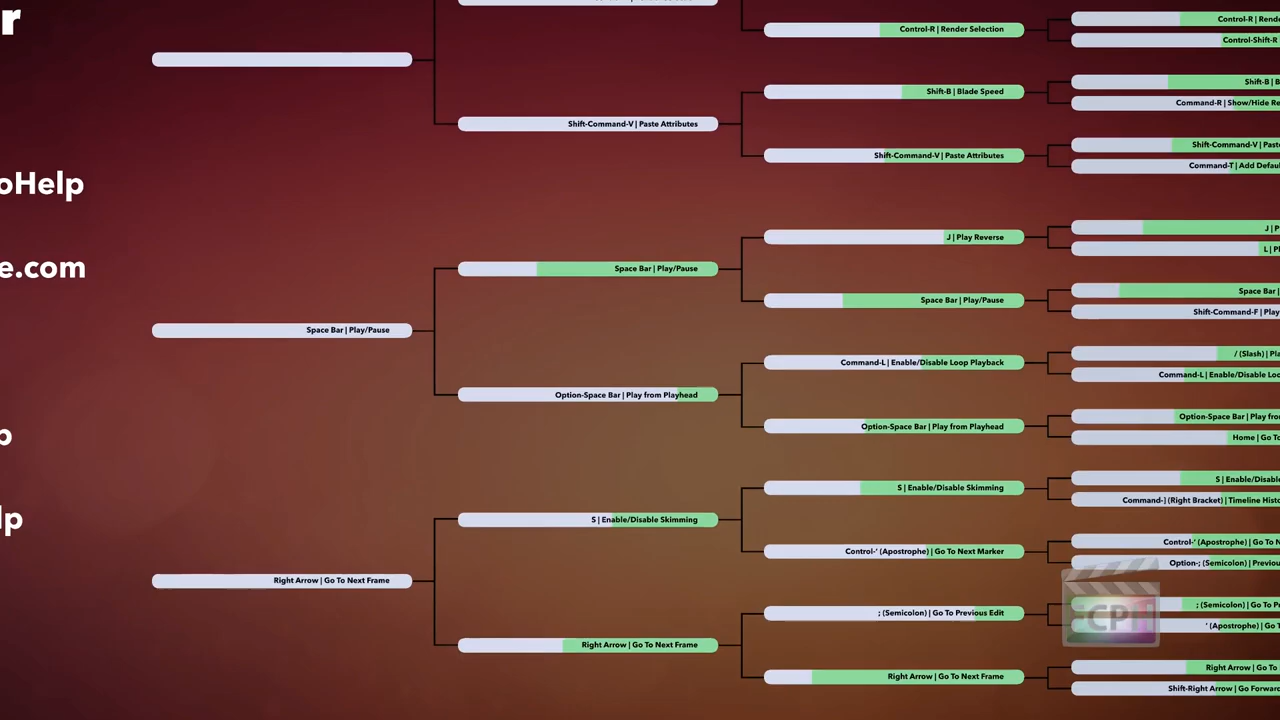 r
oHelp
e.com
p
lp
Space Bar | Play/Pause
Right Arrow | Go To Next Frame
Shift-Command-V | Paste Attributes
Space Bar | Play/Pause
Option-Space Bar | Play from Playhead
S | Enable/Disable Skimming
Right Arrow | Go To Next Frame
Control-R | Render Selection
Shift-B | Blade Speed
Shift-Command-V | Paste Attributes
J | Play Reverse
Space Bar | Play/Pause
Command-L | Enable/Disable Loop Playback
Option-Space Bar | Play from Playhead
S | Enable/Disable Skimming
Control-' (Apostrophe) | Go To Next Marker
; (Semicolon) | Go To Previous Edit
Right Arrow | Go To Next Frame
Control-R | Rende
Control-Shift-R
Shift-B | B
Command-R | Show/Hide Re
Shift-Command-V | Paste
Command-T | Add Defau
J | P
L | Pl
Space Bar |
Shift-Command-F | Play
/ (Slash) | Pla
Command-L | Enable/Disable Loo
Option-Space Bar | Play fro
Home | Go To
S | Enable/Disable
Command-] (Right Bracket) | Timeline Histo
Control-' (Apostrophe) | Go To N
Option-; (Semicolon) | Previous
; (Semicolon) | Go To Pr
' (Apostrophe) | Go T
Right Arrow | Go To
Shift-Right Arrow | Go Forward